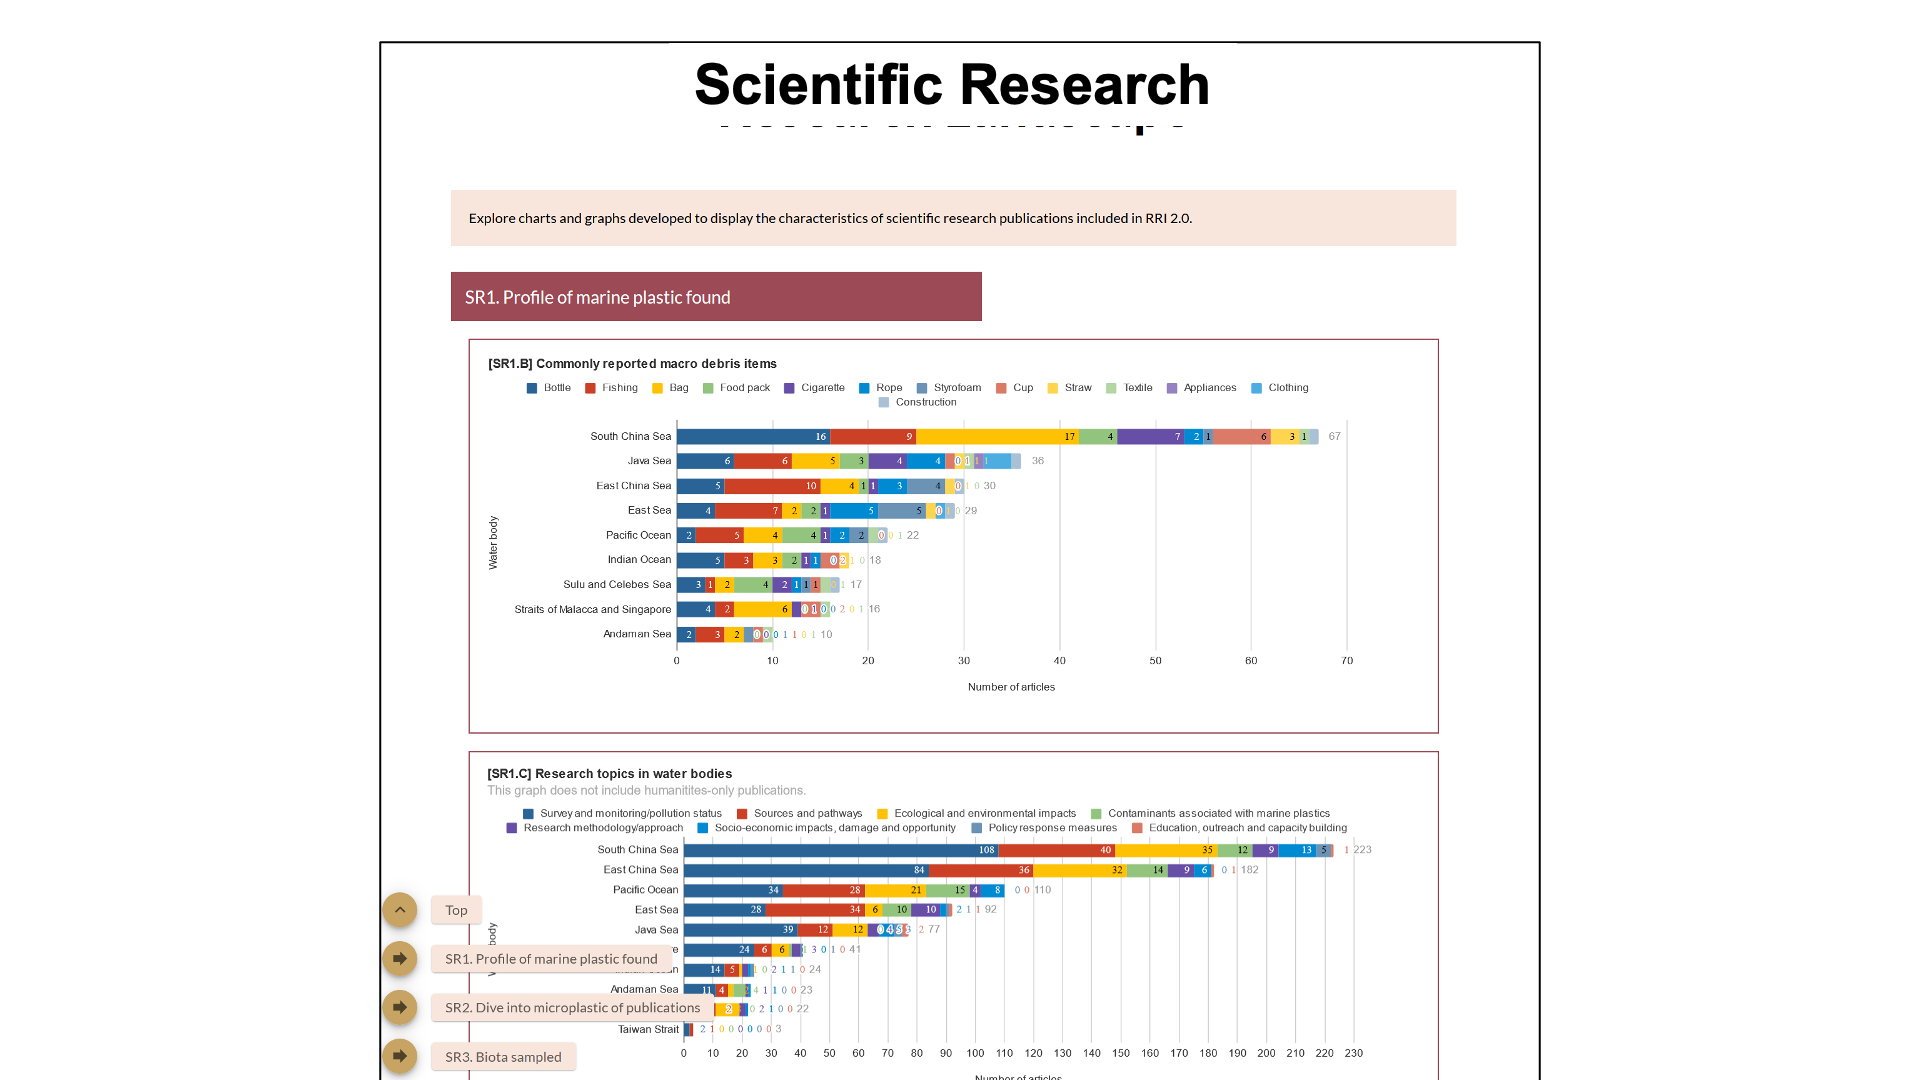 Scientific Research
Explore charts and graphs developed to display the characteristics of scientific research publications included in RRI 2.0.
SR1. Profile of marine plastic found
[SR1.B] Commonly reported macro debris items
Bottle Fishing Bag Food pack Cigarette Rope Styrofoam Cup Straw Textile Appliances Clothing
Construction
South China Sea 16 9 17 4 7 2 1 6 3 1 67
Java Sea 6 6 5 3 4 4 0 1 1 1 36
East China Sea 5 10 4 1 1 3 4 0 1 0 30
East Sea 4 7 2 2 1 5 5 0 0 29
Pacific Ocean 2 5 4 4 1 2 2 0 0 1 22
Indian Ocean 5 3 3 2 1 1 0 2 1 0 18
Sulu and Celebes Sea 3 1 2 4 2 1 1 1 1 17
Straits of Malacca and Singapore 4 2 6 0 1 0 0 2 0 1 16
Andaman Sea 2 3 2 0 0 0 1 1 0 1 10
Water body
0 10 20 30 40 50 60 70
Number of articles
[SR1.C] Research topics in water bodies
This graph does not include humanitites-only publications.
Survey and monitoring/pollution status Sources and pathways Ecological and environmental impacts Contaminants associated with marine plastics
Research methodology/approach Socio-economic impacts, damage and opportunity Policy response measures Education, outreach and capacity building
South China Sea 108 40 35 12 9 13 5 1 223
East China Sea 84 36 32 14 9 6 0 1 182
Pacific Ocean 34 28 21 15 4 8 0 0 110
East Sea 28 34 6 10 10 2 1 1 92
Java Sea 39 12 12 0 4 5 2 77
24 6 6 1 3 0 1 0 41
14 5 1 0 2 1 1 0 24
Andaman Sea 11 4 4 1 1 0 0 23
2 0 2 1 0 0 22
Taiwan Strait 2 1 0 0 0 0 0 0 3
body
0 10 20 30 40 50 60 70 80 90 100 110 120 130 140 150 160 170 180 190 200 210 220 230
Number of articles
Top
SR1. Profile of marine plastic found
SR2. Dive into microplastic of publications
SR3. Biota sampled